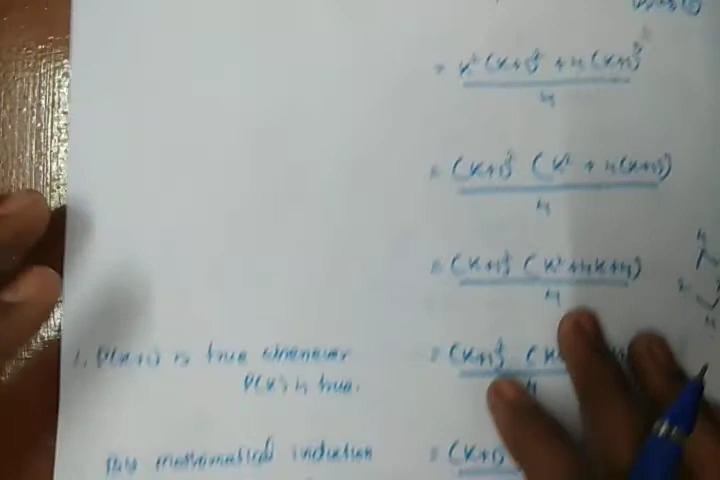 = k²(k+1)² + 4(k+1)³
4
= (k+1)² (k² + 4(k+1))
4
= (k+1)² (k²+4k+4)
4
∴ P(k+1) is true whenever
P(k) is true.
= (k+1)² (k
4
By mathematical induction
= (k+1)